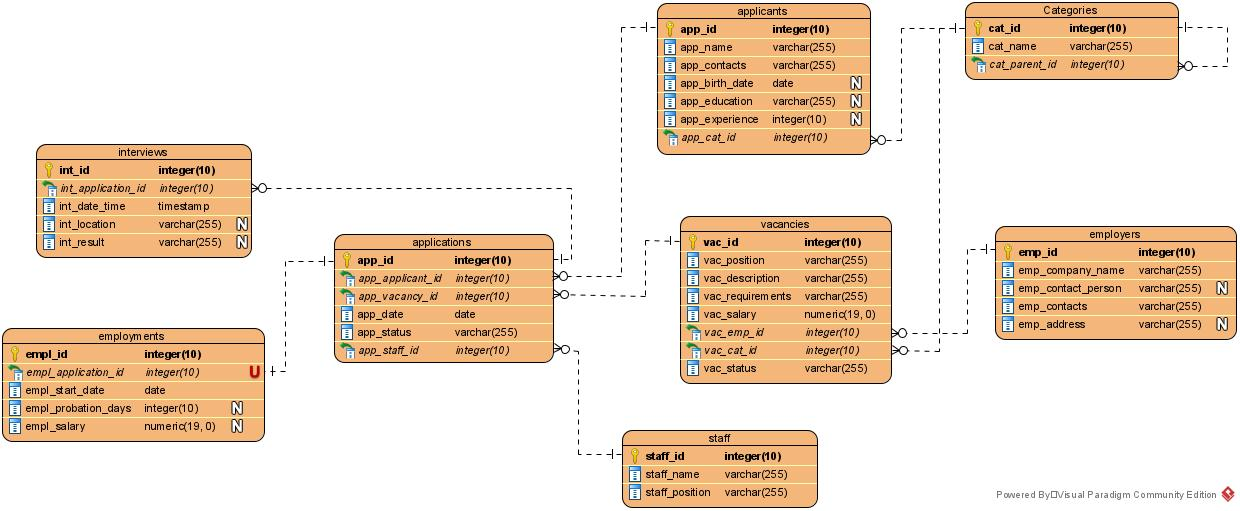 applicants
app_id integer(10)
app_name varchar(255)
app_contacts varchar(255)
app_birth_date date N
app_education varchar(255) N
app_experience integer(10) N
app_cat_id integer(10)
Categories
cat_id integer(10)
cat_name varchar(255)
cat_parent_id integer(10)
interviews
int_id integer(10)
int_application_id integer(10)
int_date_time timestamp
int_location varchar(255) N
int_result varchar(255) N
applications
app_id integer(10)
app_applicant_id integer(10)
app_vacancy_id integer(10)
app_date date
app_status varchar(255)
app_staff_id integer(10)
vacancies
vac_id integer(10)
vac_position varchar(255)
vac_description varchar(255)
vac_requirements varchar(255)
vac_salary numeric(19, 0)
vac_emp_id integer(10)
vac_cat_id integer(10)
vac_status varchar(255)
employers
emp_id integer(10)
emp_company_name varchar(255)
emp_contact_person varchar(255) N
emp_contacts varchar(255)
emp_address varchar(255) N
employments
empl_id integer(10)
empl_application_id integer(10) U
empl_start_date date
empl_probation_days integer(10) N
empl_salary numeric(19, 0) N
staff
staff_id integer(10)
staff_name varchar(255)
staff_position varchar(255)
Powered By▯Visual Paradigm Community Edition